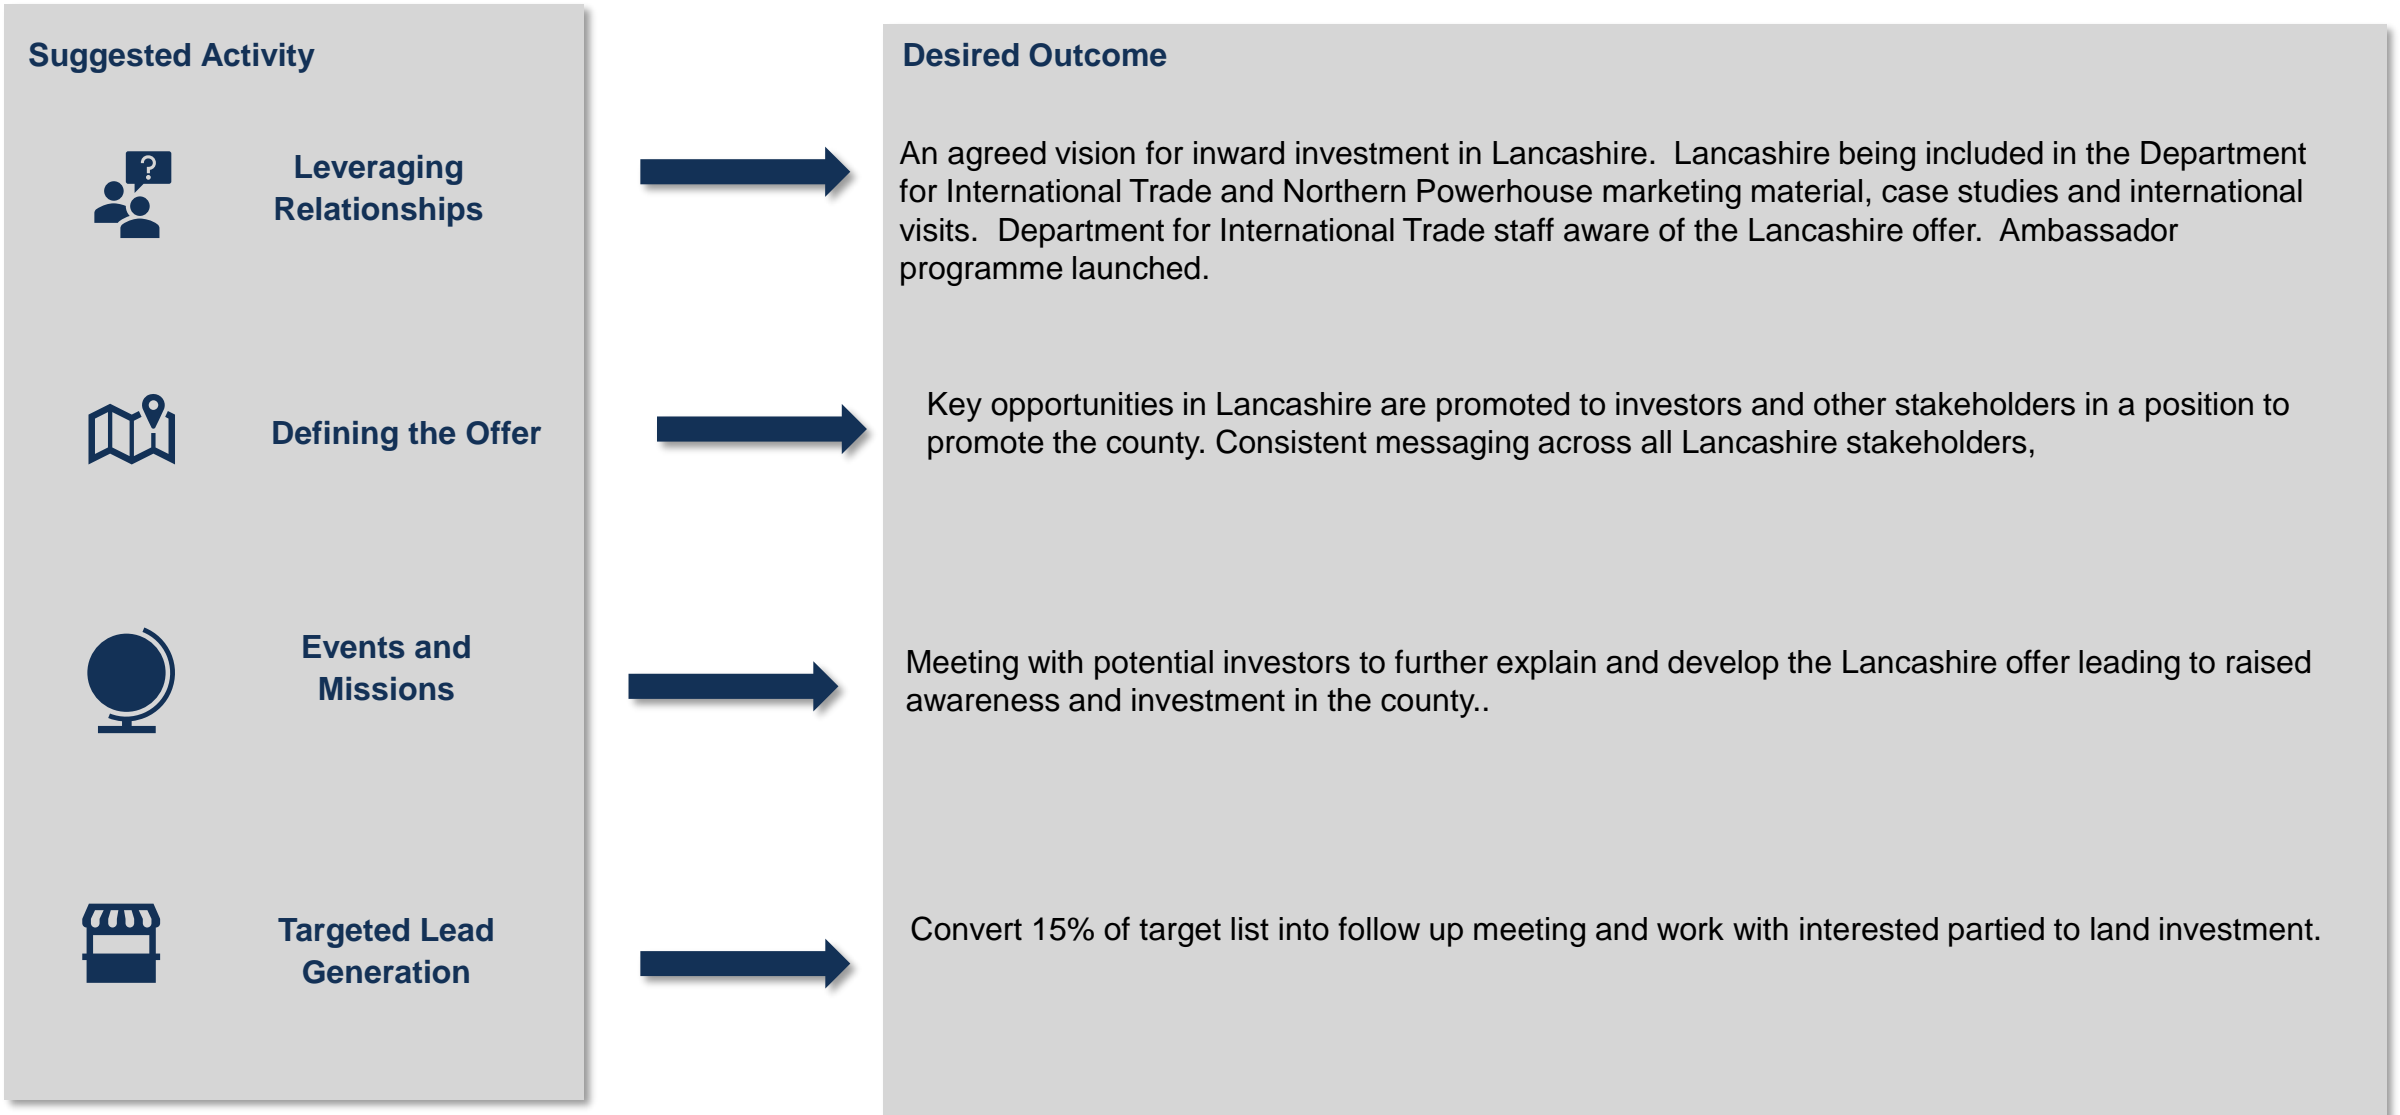 Suggested Activity
Desired Outcome
?
Leveraging
Relationships
An agreed vision for inward investment in Lancashire.  Lancashire being included in the Department
for International Trade and Northern Powerhouse marketing material, case studies and international
visits.  Department for International Trade staff aware of the Lancashire offer.  Ambassador
programme launched.
Defining the Offer
Key opportunities in Lancashire are promoted to investors and other stakeholders in a position to
promote the county. Consistent messaging across all Lancashire stakeholders,
Events and
Missions
Meeting with potential investors to further explain and develop the Lancashire offer leading to raised
awareness and investment in the county..
Targeted Lead
Generation
Convert 15% of target list into follow up meeting and work with interested partied to land investment.